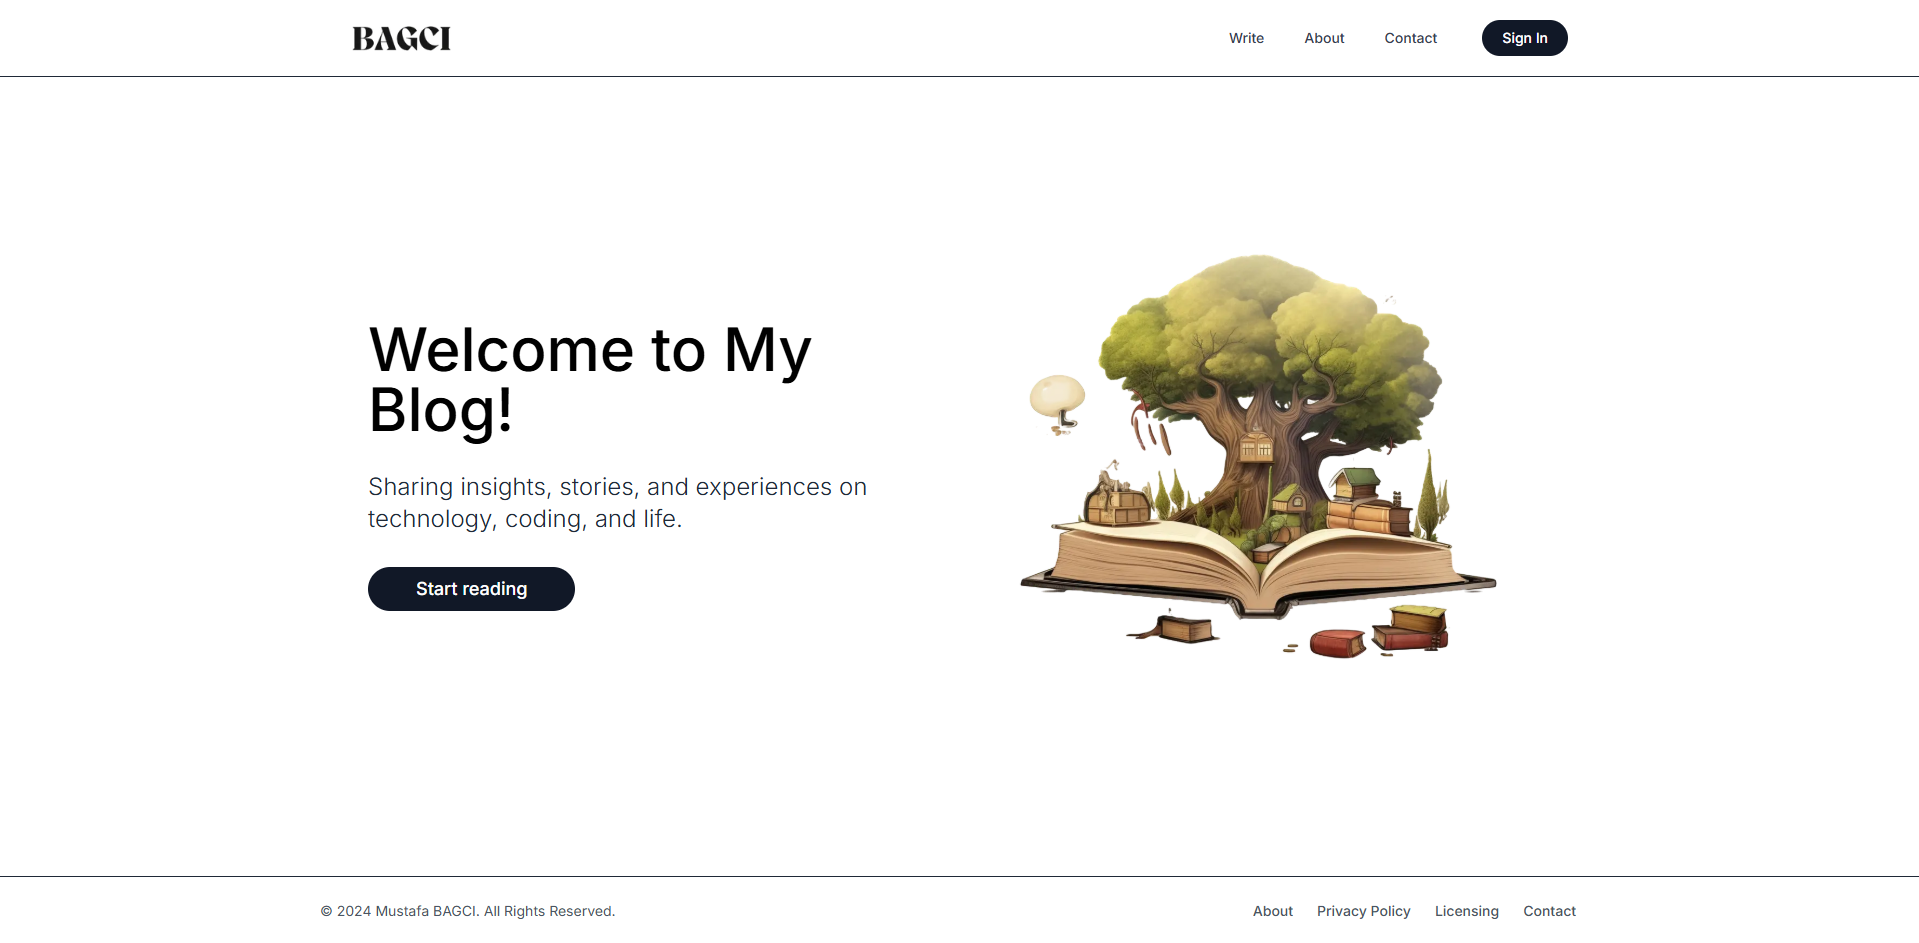 BAGCI
Write
About
Contact
Sign In
Welcome to My
Blog!
Sharing insights, stories, and experiences on
technology, coding, and life.
Start reading
© 2024 Mustafa BAGCI. All Rights Reserved.
About
Privacy Policy
Licensing
Contact